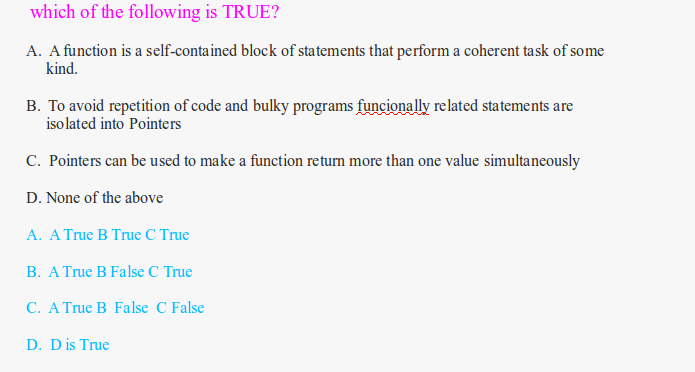 which of the following is TRUE?
A. A function is a self-contained block of statements that perform a coherent task of some
kind.
B. To avoid repetition of code and bulky programs funcionally related statements are
isolated into Pointers
C. Pointers can be used to make a function return more than one value simultaneously
D. None of the above
A. A True B True C True
B. A True B False C True
C. A True B False C False
D. D is True